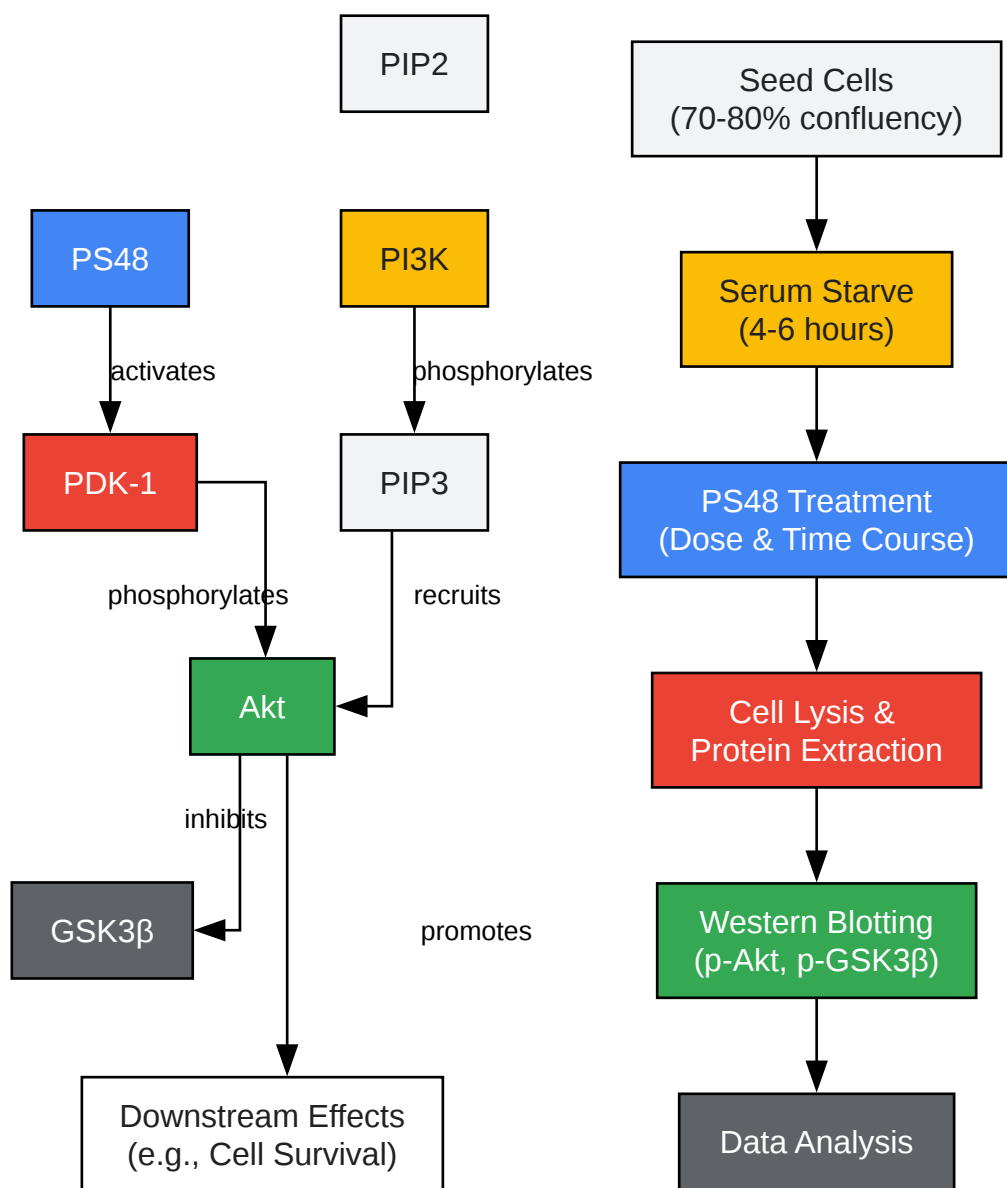 PIP2
PS48
PI3K
activates
phosphorylates
PDK-1
PIP3
phosphorylates
recruits
Akt
inhibits
GSK3β
promotes
Downstream Effects
(e.g., Cell Survival)
Seed Cells
(70-80% confluency)
Serum Starve
(4-6 hours)
PS48 Treatment
(Dose & Time Course)
Cell Lysis &
Protein Extraction
Western Blotting
(p-Akt, p-GSK3β)
Data Analysis